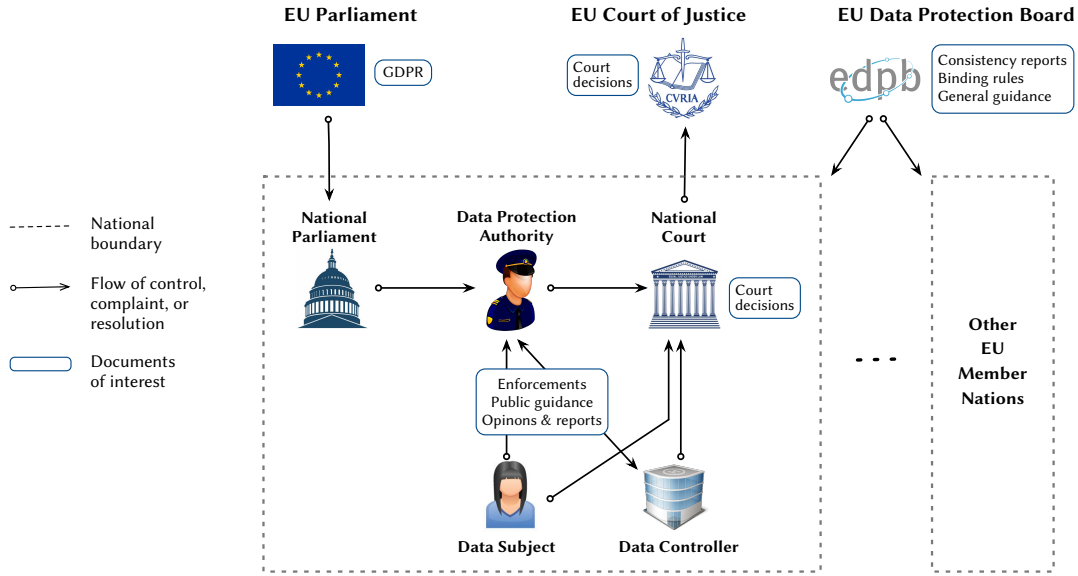 EU Parliament
EU Court of Justice
EU Data Protection Board
GDPR
Court
decisions
CVRIA
edpb
Consistency reports
Binding rules
General guidance
National
boundary
Flow of control,
complaint, or
resolution
Documents
of interest
National
Parliament
Data Protection
Authority
National
Court
Court
decisions
Enforcements
Public guidance
Opinons & reports
Data Subject
Data Controller
Other
EU
Member
Nations